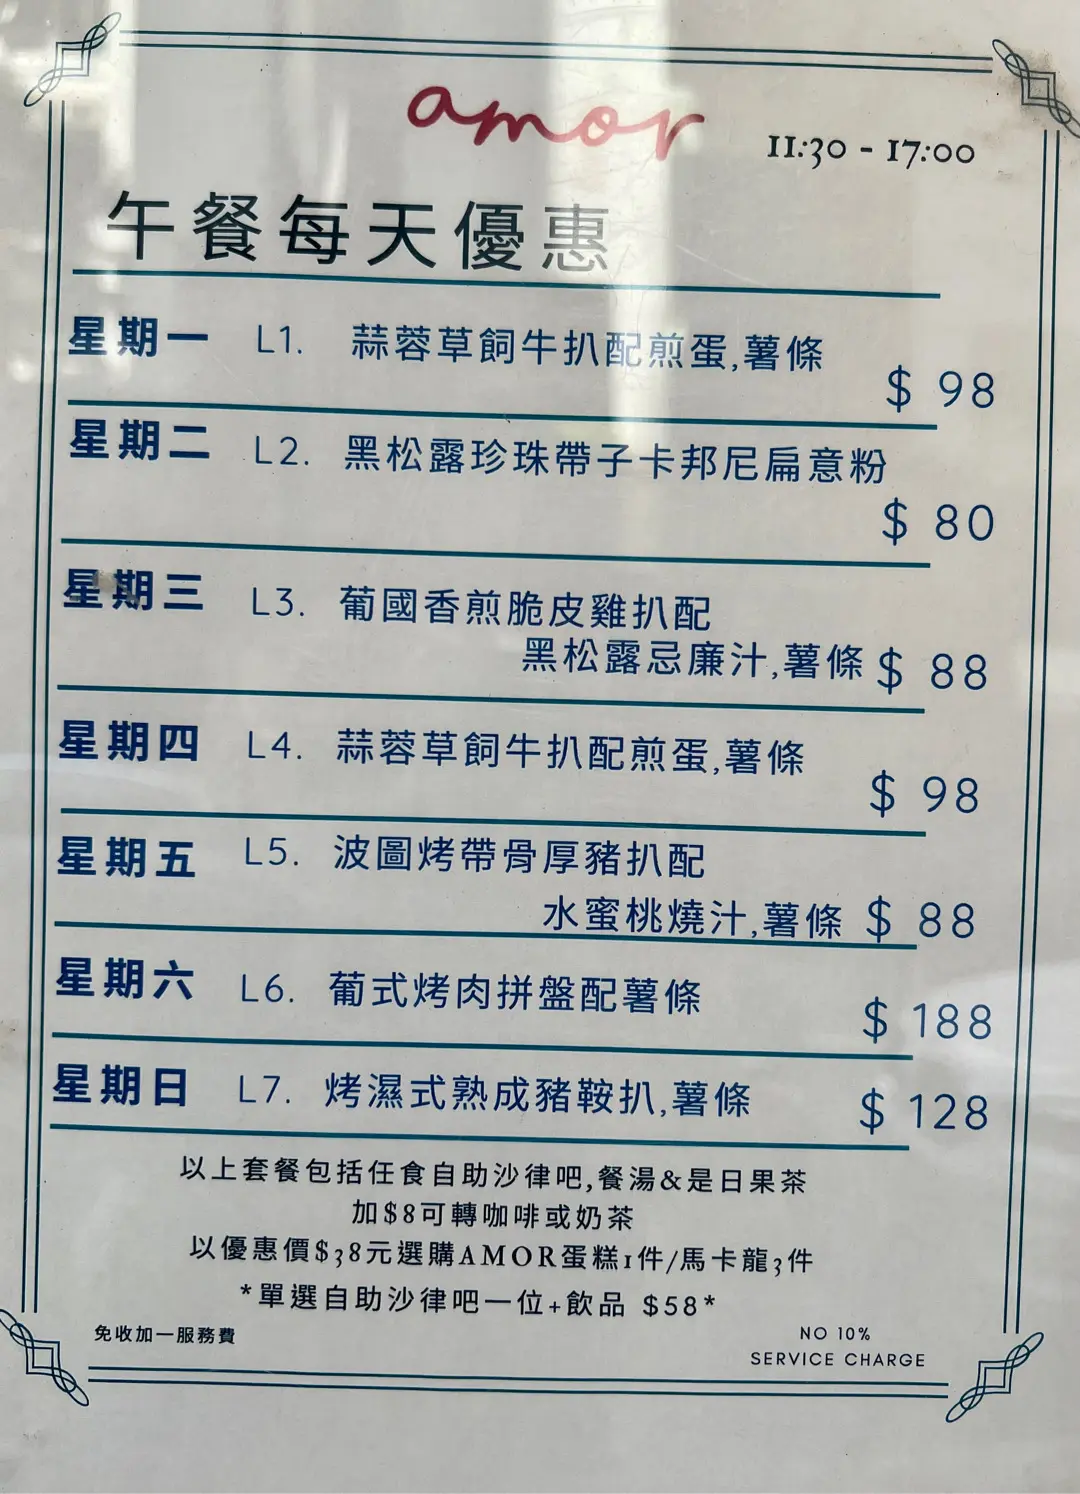 amor
11:30 - 17:00
午餐每天優惠
星期一 L1. 蒜蓉草飼牛扒配煎蛋,薯條
$ 98
星期二 L2. 黑松露珍珠帶子卡邦尼扁意粉
$ 80
星期三 L3. 葡國香煎脆皮雞扒配
黑松露忌廉汁,薯條 $ 88
星期四 L4. 蒜蓉草飼牛扒配煎蛋,薯條
$ 98
星期五 L5. 波圖烤帶骨厚豬扒配
水蜜桃燒汁,薯條 $ 88
星期六 L6. 葡式烤肉拼盤配薯條
$ 188
星期日 L7. 烤濕式熟成豬鞍扒,薯條
$ 128
以上套餐包括任食自助沙律吧,餐湯&是日果茶
加$8可轉咖啡或奶茶
以優惠價$38元選購AMOR蛋糕1件/馬卡龍3件
*單選自助沙律吧一位+飲品 $58*
免收加一服務費
NO 10%
SERVICE CHARGE